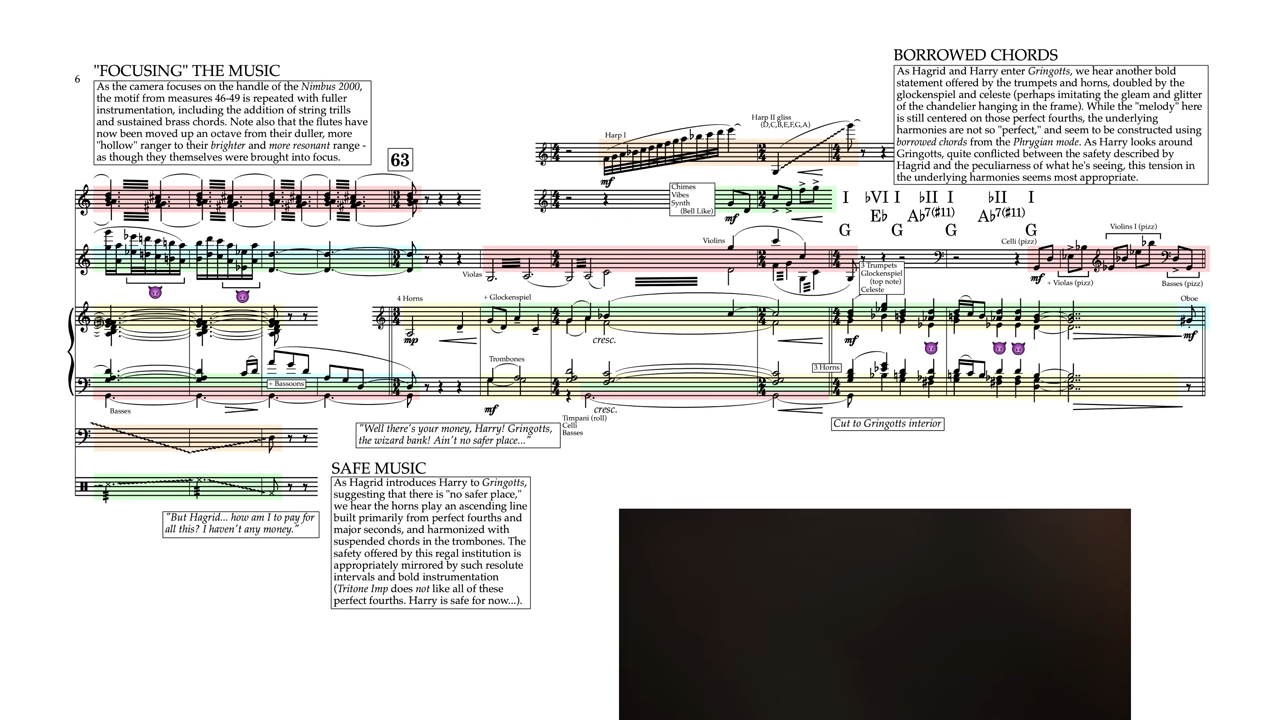 6
"FOCUSING" THE MUSIC
As the camera focuses on the handle of the Nimbus 2000,
the motif from measures 46-49 is repeated with fuller
instrumentation, including the addition of string trills
and sustained brass chords. Note also that the flutes have
now been moved up an octave from their duller, more
"hollow" ranger to their brighter and more resonant range -
as though they themselves were brought into focus.
63
Harp I
mf
Harp II gliss
(D,C,B,E,F,G,A)
BORROWED CHORDS
As Hagrid and Harry enter Gringotts, we hear another bold
statement offered by the trumpets and horns, doubled by the
glockenspiel and celeste (perhaps imitating the gleam and glitter
of the chandelier hanging in the frame). While the "melody" here
is still centered on those perfect fourths, the underlying
harmonies are not so "perfect," and seem to be constructed using
borrowed chords from the Phrygian mode. As Harry looks around
Gringotts, quite conflicted between the safety described by
Hagrid and the peculiarness of what he's seeing, this tension in
the underlying harmonies seems most appropriate.
Chimes
Vibes
Synth
(Bell Like)
mf
I ♭VI I ♭II I ♭II I
E♭ A♭7(♯11) A♭7(♯11)
G G G G
Violas
Violins
Celli (pizz)
mf
+ Violas (pizz)
Violins I (pizz)
Basses (pizz)
3 Trumpets
Glockenspiel
(top note)
Celeste
4 Horns
mp
+ Glockenspiel
cresc.
mf
Oboe
mf
Basses
+ Bassoons
Trombones
mf
cresc.
Timpani (roll)
Celli
Basses
3 Horns
Cut to Gringotts interior
"Well there's your money, Harry! Gringotts,
the wizard bank! Ain't no safer place..."
"But Hagrid... how am I to pay for
all this? I haven't any money."
SAFE MUSIC
As Hagrid introduces Harry to Gringotts,
suggesting that there is "no safer place,"
we hear the horns play an ascending line
built primarily from perfect fourths and
major seconds, and harmonized with
suspended chords in the trombones. The
safety offered by this regal institution is
appropriately mirrored by such resolute
intervals and bold instrumentation
(Tritone Imp does not like all of these
perfect fourths. Harry is safe for now...).